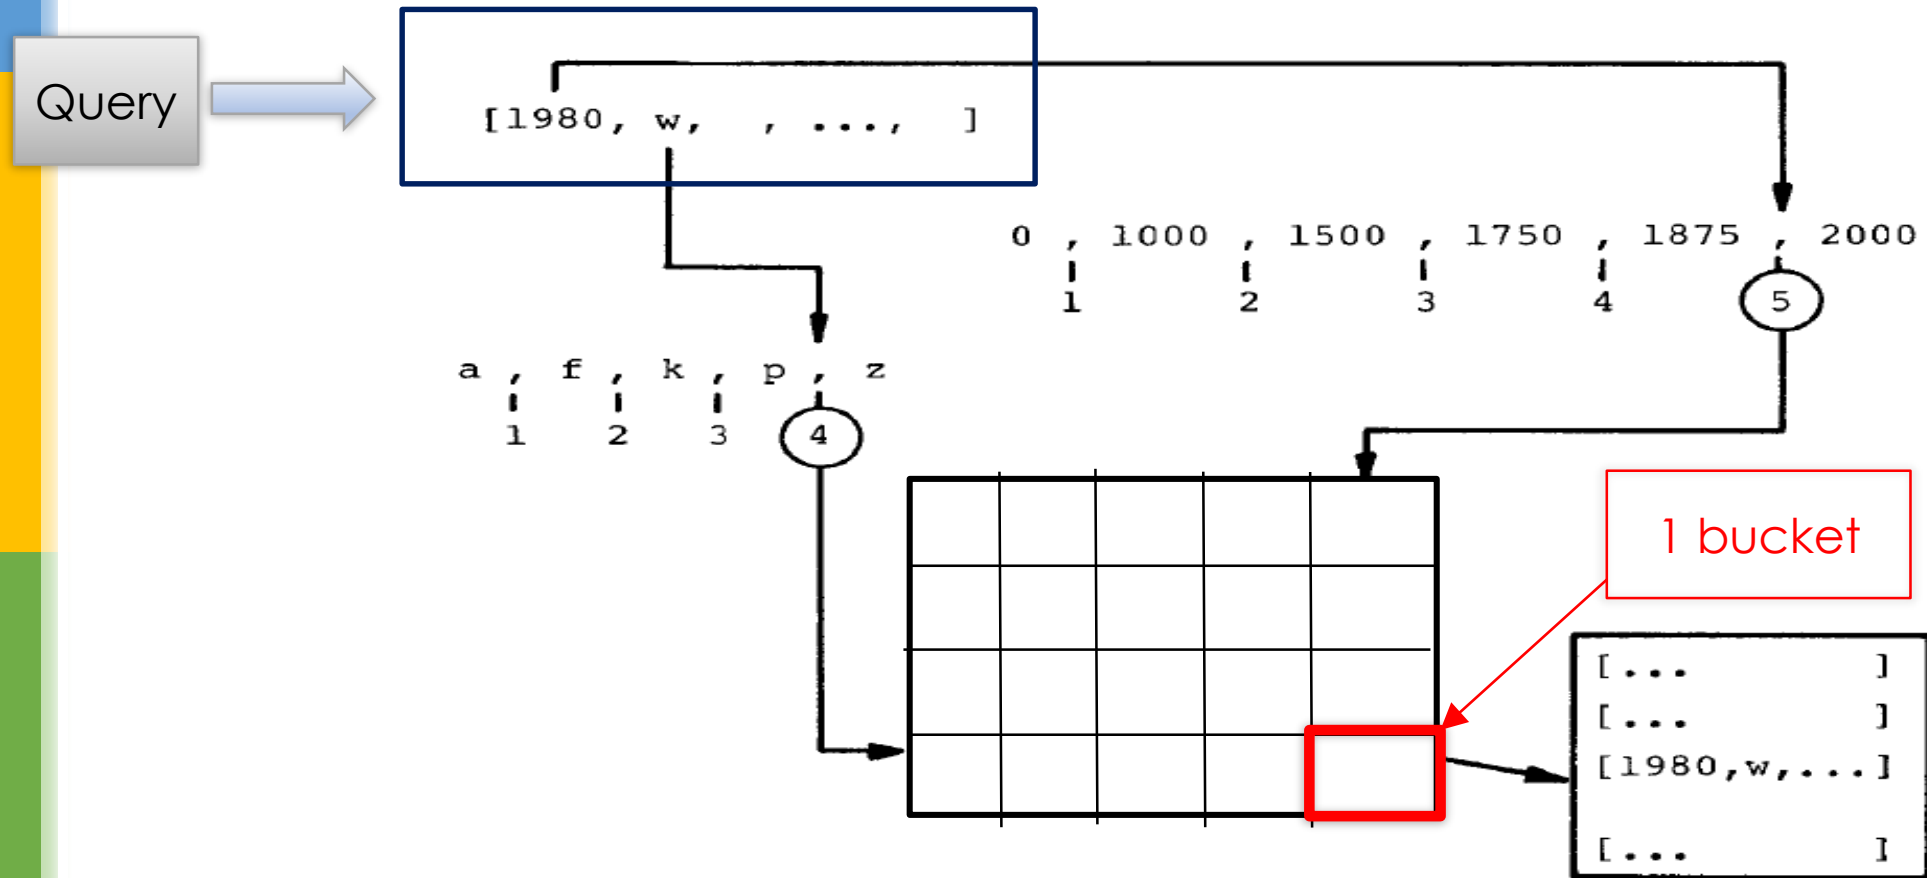 Query
[1980, w, , ..., ]
0 , 1000 , 1500 , 1750 , 1875 , 2000
1 2 3 4 5
a , f , k , p , z
1 2 3 4
1 bucket
[... ]
[... ]
[1980,w,...]
[... ]